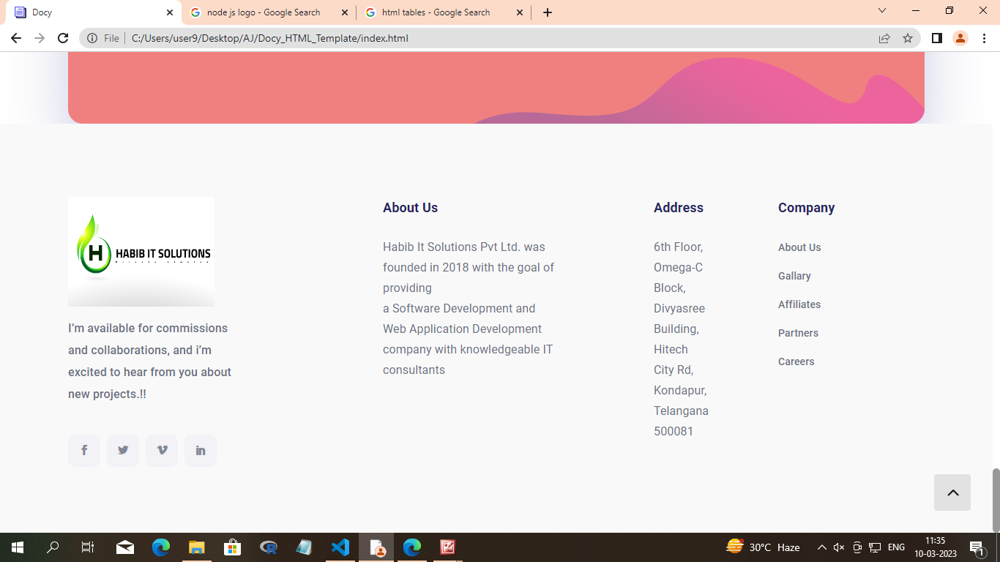 Docy
node js logo - Google Search
html tables - Google Search
File
C:/Users/user9/Desktop/AJ/Docy_HTML_Template/index.html
H
HABIB IT SOLUTIONS
I’m available for commissions
and collaborations, and i’m
excited to hear from you about
new projects.!!
About Us
Habib It Solutions Pvt Ltd. was
founded in 2018 with the goal of
providing
a Software Development and
Web Application Development
company with knowledgeable IT
consultants
Address
6th Floor,
Omega-C
Block,
Divyasree
Building,
Hitech
City Rd,
Kondapur,
Telangana
500081
Company
About Us
Gallary
Affiliates
Partners
Careers
30°C Haze
ENG
11:35
10-03-2023
1